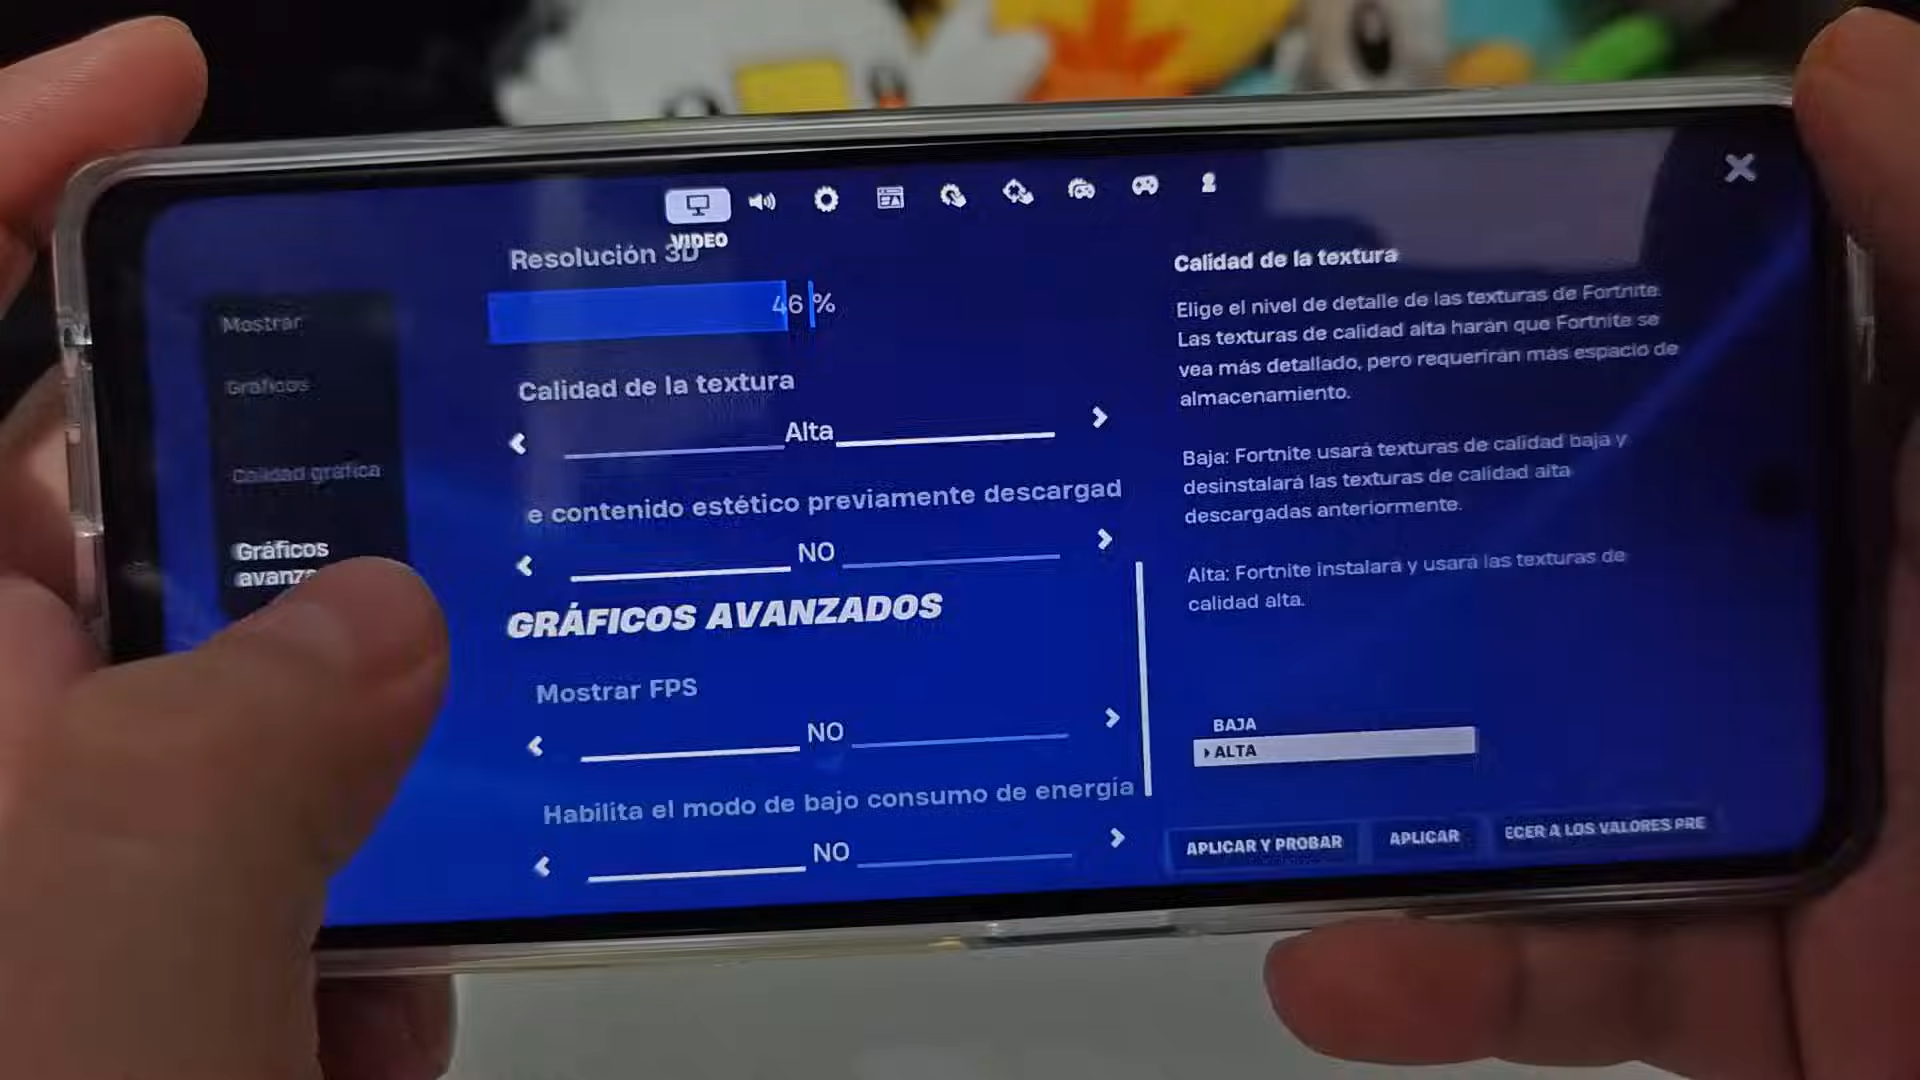 VIDEO
Mostrar
Gráficos
Calidad gráfica
Gráficos
Resolución 3D
46 %
Calidad de la textura
Alta
e contenido estético previamente descargad
NO
GRÁFICOS AVANZADOS
Mostrar FPS
NO
Habilita el modo de bajo consumo de energía
NO
Calidad de la textura
Elige el nivel de detalle de las texturas de Fortnite.
Las texturas de calidad alta harán que Fortnite se
vea más detallado, pero requerirán más espacio de
almacenamiento.
Baja: Fortnite usará texturas de calidad baja y
desinstalará las texturas de calidad alta
descargadas anteriormente.
Alta: Fortnite instalará y usará las texturas de
calidad alta.
BAJA
ALTA
APLICAR Y PROBAR
APLICAR
ECER A LOS VALORES PRE